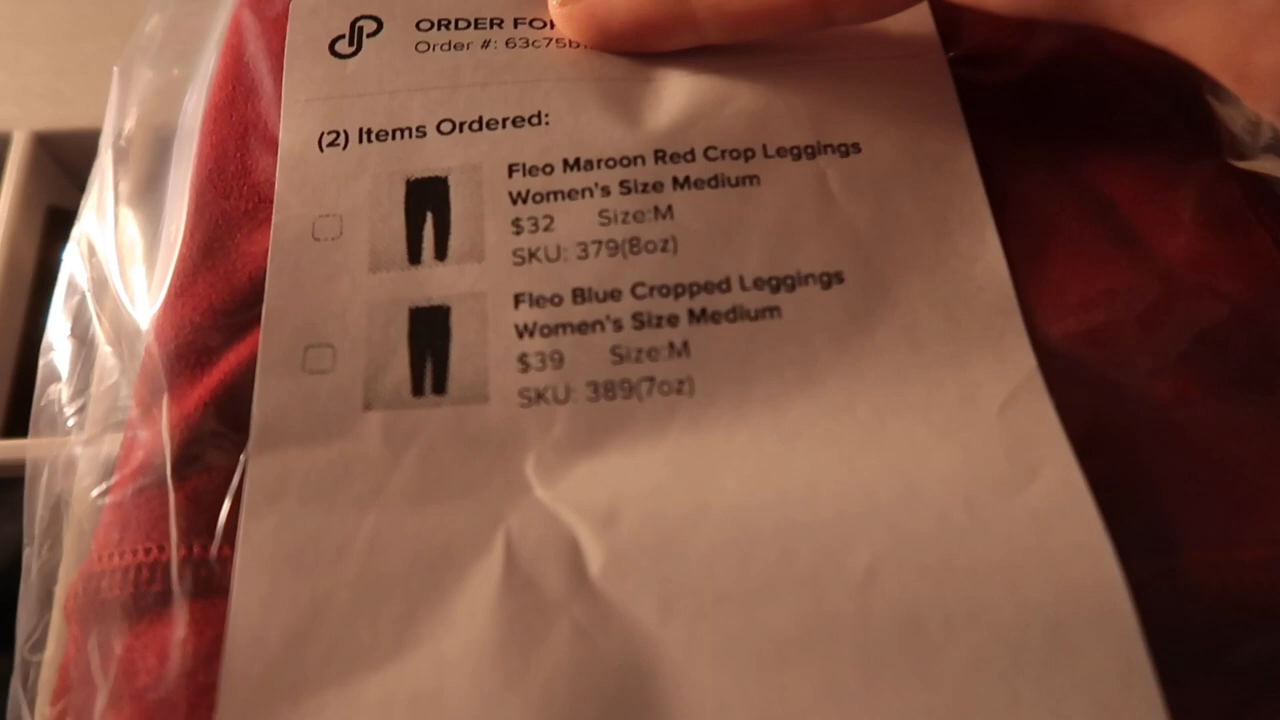 ORDER FO
Order #: 63c75b
(2) Items Ordered:
Fleo Maroon Red Crop Leggings
Women's Size Medium
$32 Size:M
SKU: 379(8oz)
Fleo Blue Cropped Leggings
Women's Size Medium
$39 Size:M
SKU: 389(7oz)